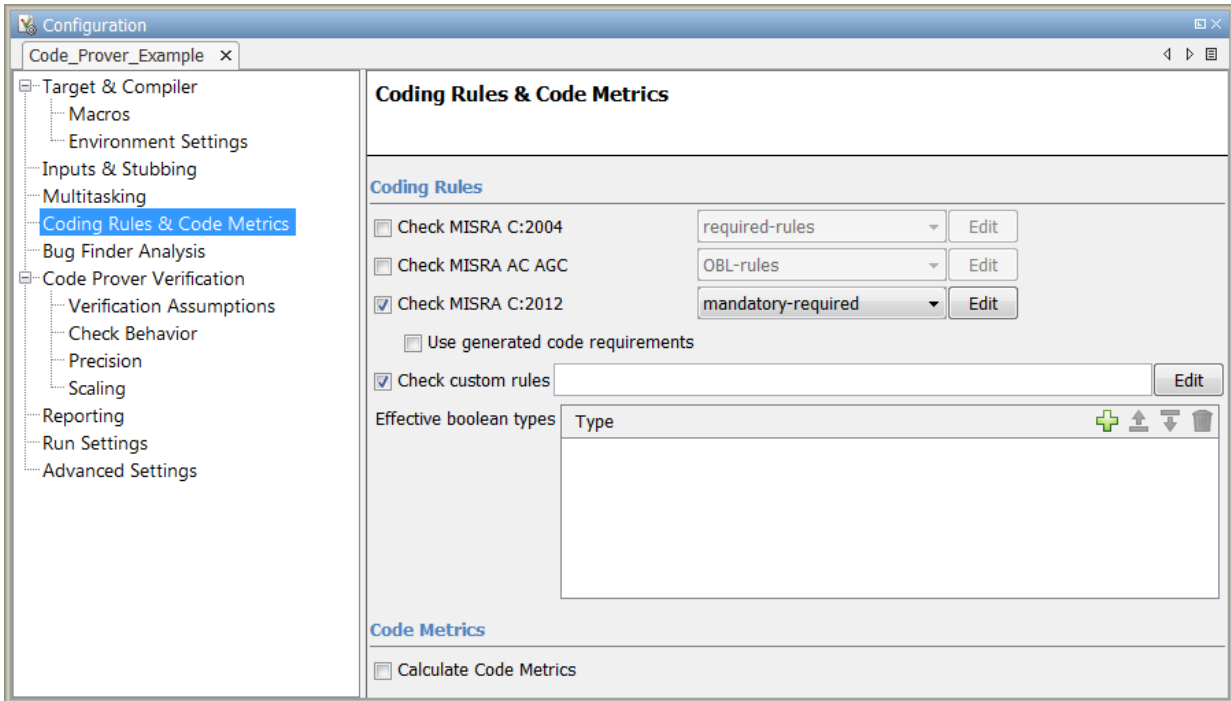 Configuration
Code_Prover_Example
Target & Compiler
Macros
Environment Settings
Inputs & Stubbing
Multitasking
Coding Rules & Code Metrics
Bug Finder Analysis
Code Prover Verification
Verification Assumptions
Check Behavior
Precision
Scaling
Reporting
Run Settings
Advanced Settings
Coding Rules & Code Metrics
Coding Rules
Check MISRA C:2004 required-rules Edit
Check MISRA AC AGC OBL-rules Edit
Check MISRA C:2012 mandatory-required Edit
Use generated code requirements
Check custom rules Edit
Effective boolean types Type
Code Metrics
Calculate Code Metrics